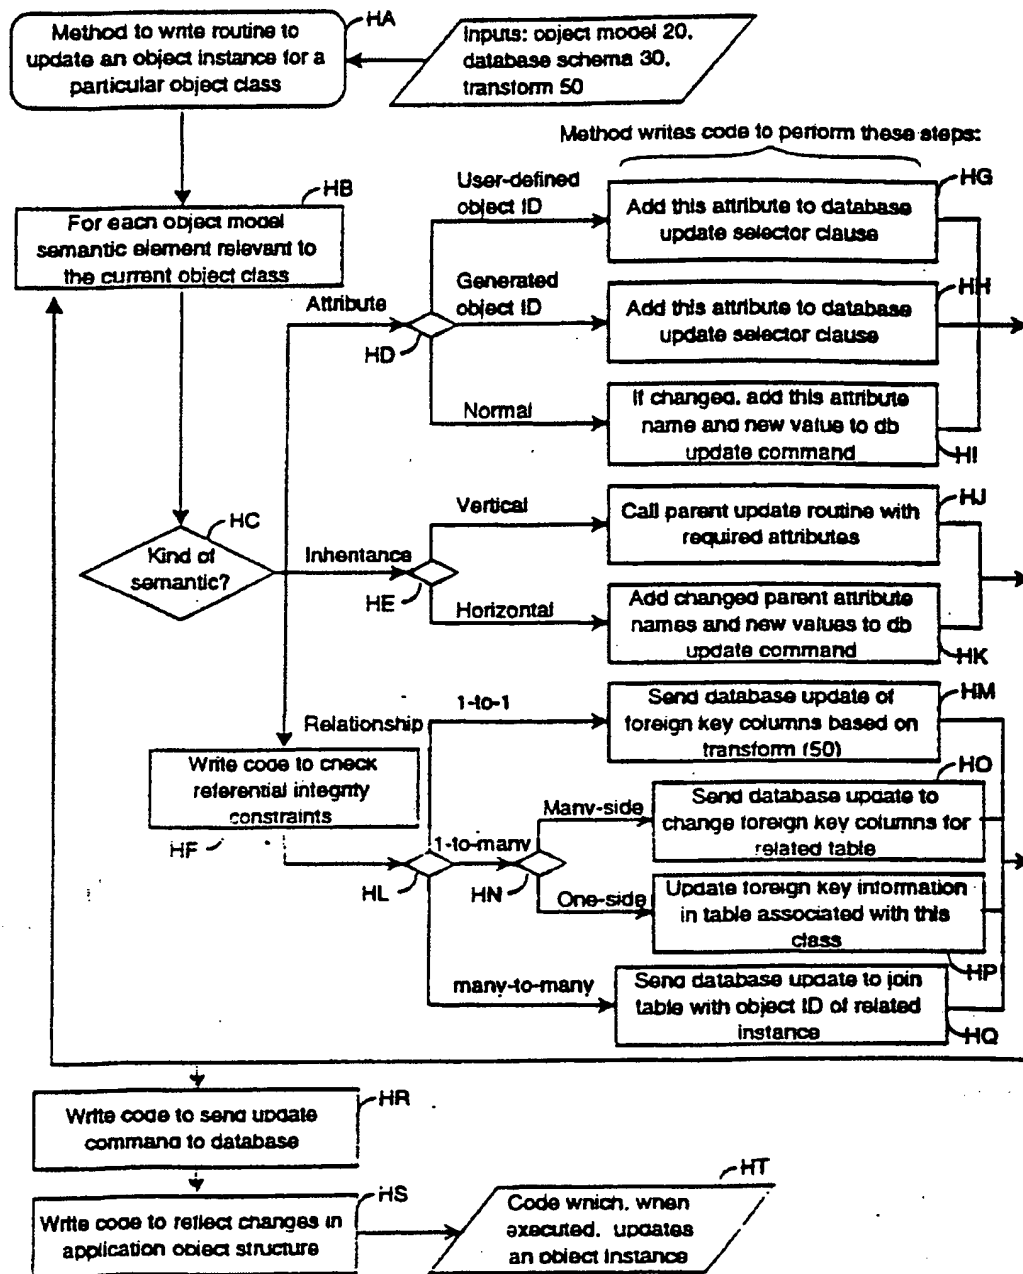 HA
Method to write routine to
update an object instance for a
particular object class
Inputs: object model 20,
database schema 30,
transform 50
Method writes code to perform these steps:
HB
For each object model
semantic element relevant to
the current object class
User-defined
object ID
HG
Add this attribute to database
update selector clause
Attribute
Generated
object ID
HD
HH
Add this attribute to database
update selector clause
Normal
If changed, add this attribute
name and new value to db
update command
HI
HC
Kind of
semantic?
Inheritance
HE
Vertical
HJ
Call parent update routine with
required attributes
Horizontal
Add changed parent attribute
names and new values to db
update command
HK
Relationship
Write code to check
referential integrity
constraints
HF
HL
1-to-1
HM
Send database update of
foreign key columns based on
transform (50)
1-to-many
HN
Many-side
HO
Send database update to
change foreign key columns for
related table
One-side
Update foreign key information
in table associated with this
class
HP
many-to-many
Send database update to join
table with object ID of related
instance
HQ
HR
Write code to send update
command to database
HS
Write code to reflect changes in
application object structure
HT
Code which, when
executed, updates
an object instance